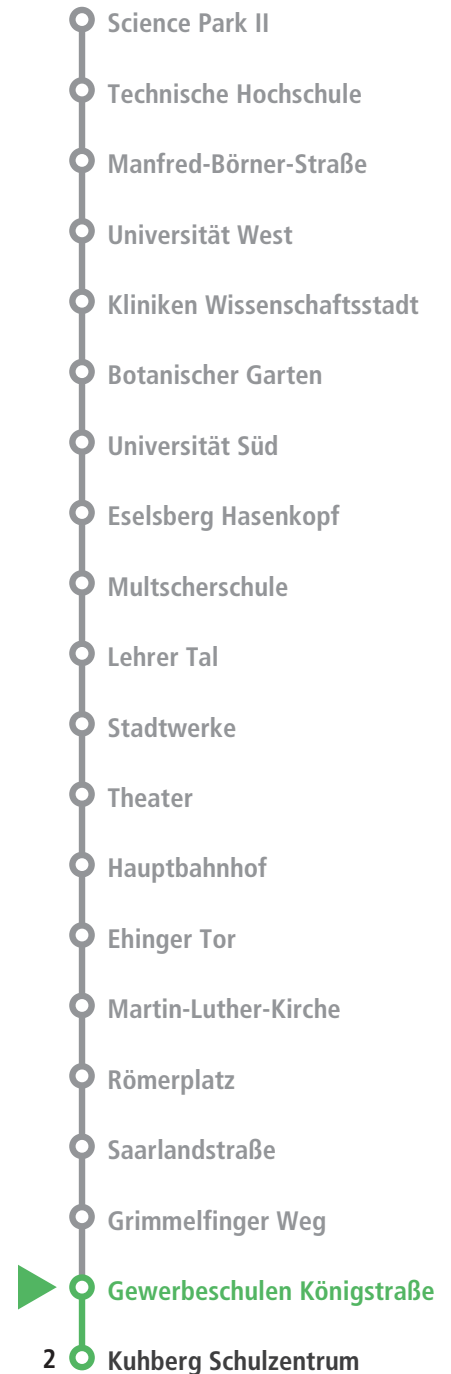 Science Park II
Technische Hochschule
Manfred-Börner-Straße
Universität West
Kliniken Wissenschaftsstadt
Botanischer Garten
Universität Süd
Eselsberg Hasenkopf
Multscherschule
Lehrer Tal
Stadtwerke
Theater
Hauptbahnhof
Ehinger Tor
Martin-Luther-Kirche
Römerplatz
Saarlandstraße
Grimmelfinger Weg
Gewerbeschulen Königstraße
2 Kuhberg Schulzentrum